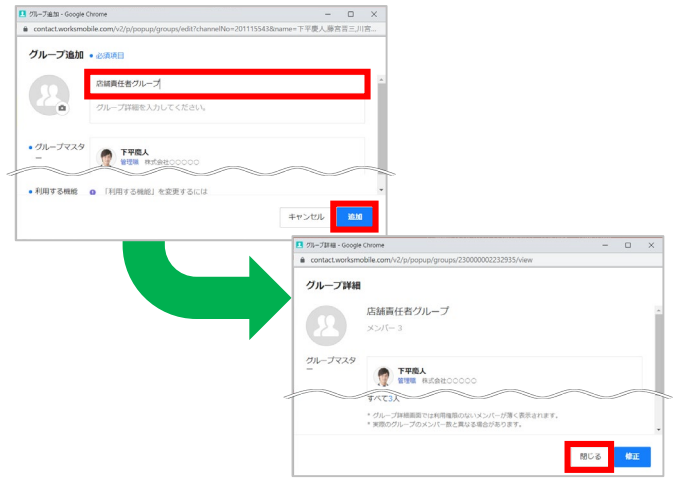 グループ追加 - Google Chrome
contact.worksmobile.com/v2/p/popup/groups/edit?channelNo=201115543&name=下平慶人,藤宮言三,川宮...
グループ追加 • 必須項目
店舗責任者グループ
グループ詳細を入力してください。
• グループマスター
下平慶人
管理職 株式会社○○○○○
• 利用する機能 「利用する機能」を変更するには
キャンセル 追加
グループ詳細 - Google Chrome
contact.worksmobile.com/v2/p/popup/groups/230000002232935/view
グループ詳細
店舗責任者グループ
メンバー 3
グループマスター
下平慶人
管理職 株式会社○○○○○
すべて3人
* グループ詳細画面では利用権限のないメンバーが薄く表示されます。
* 実際のグループのメンバー数と異なる場合があります。
閉じる 修正